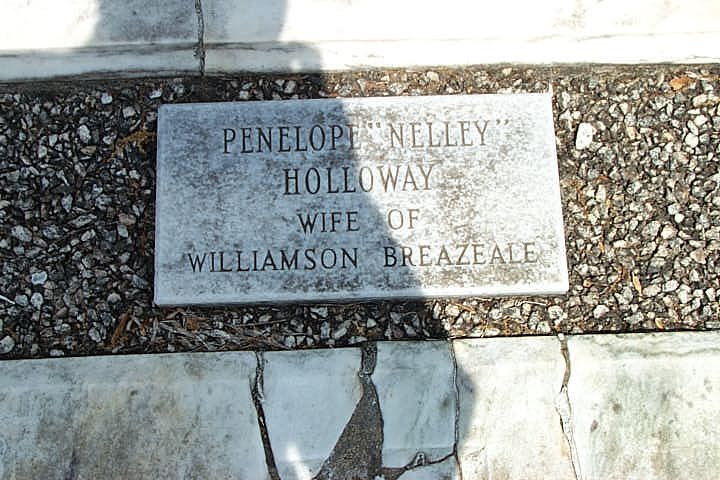 PENELOPE "NELLEY"
HOLLOWAY
WIFE OF
WILLIAMSON BREAZEALE